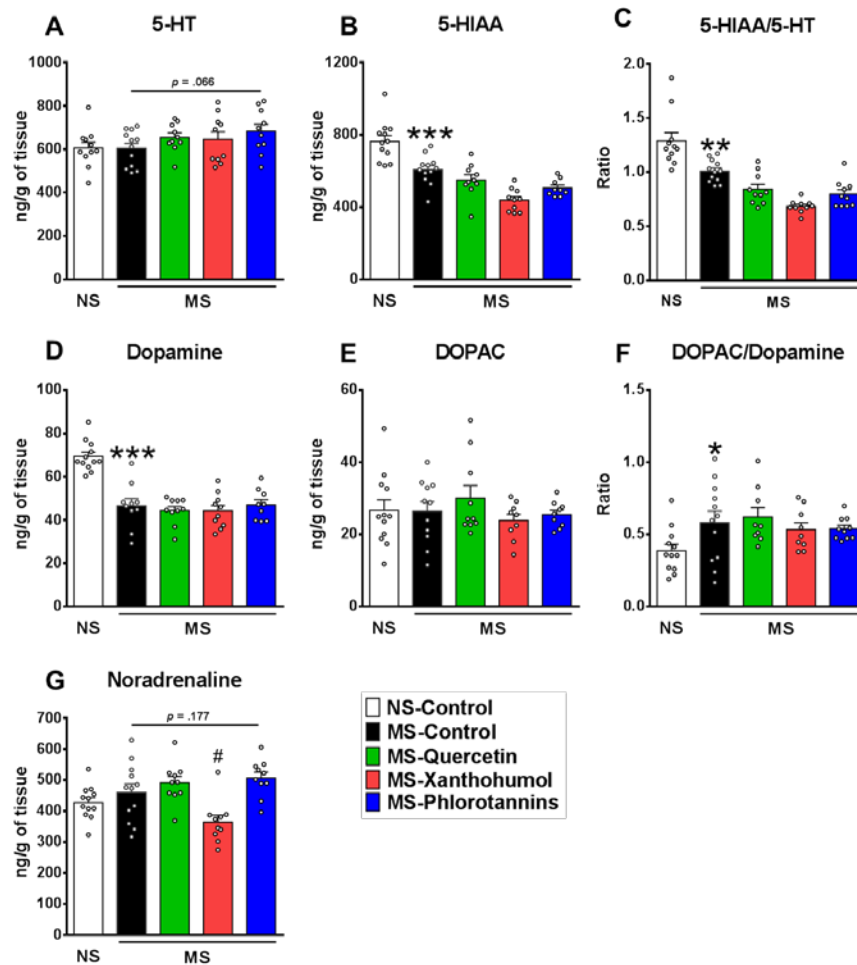 A 5-HT
ng/g of tissue
1000
800
600
400
200
0
p = .066
NS
MS
B 5-HIAA
ng/g of tissue
1200
800
400
0
***
NS
MS
C 5-HIAA/5-HT
Ratio
2.0
1.5
1.0
0.5
0.0
**
NS
MS
D Dopamine
ng/g of tissue
100
80
60
40
20
0
***
NS
MS
E DOPAC
ng/g of tissue
60
40
20
0
NS
MS
F DOPAC/Dopamine
Ratio
1.5
1.0
0.5
0.0
*
NS
MS
G Noradrenaline
ng/g of tissue
700
600
500
400
300
200
100
0
p = .177
#
NS
MS
NS-Control
MS-Control
MS-Quercetin
MS-Xanthohumol
MS-Phlorotannins